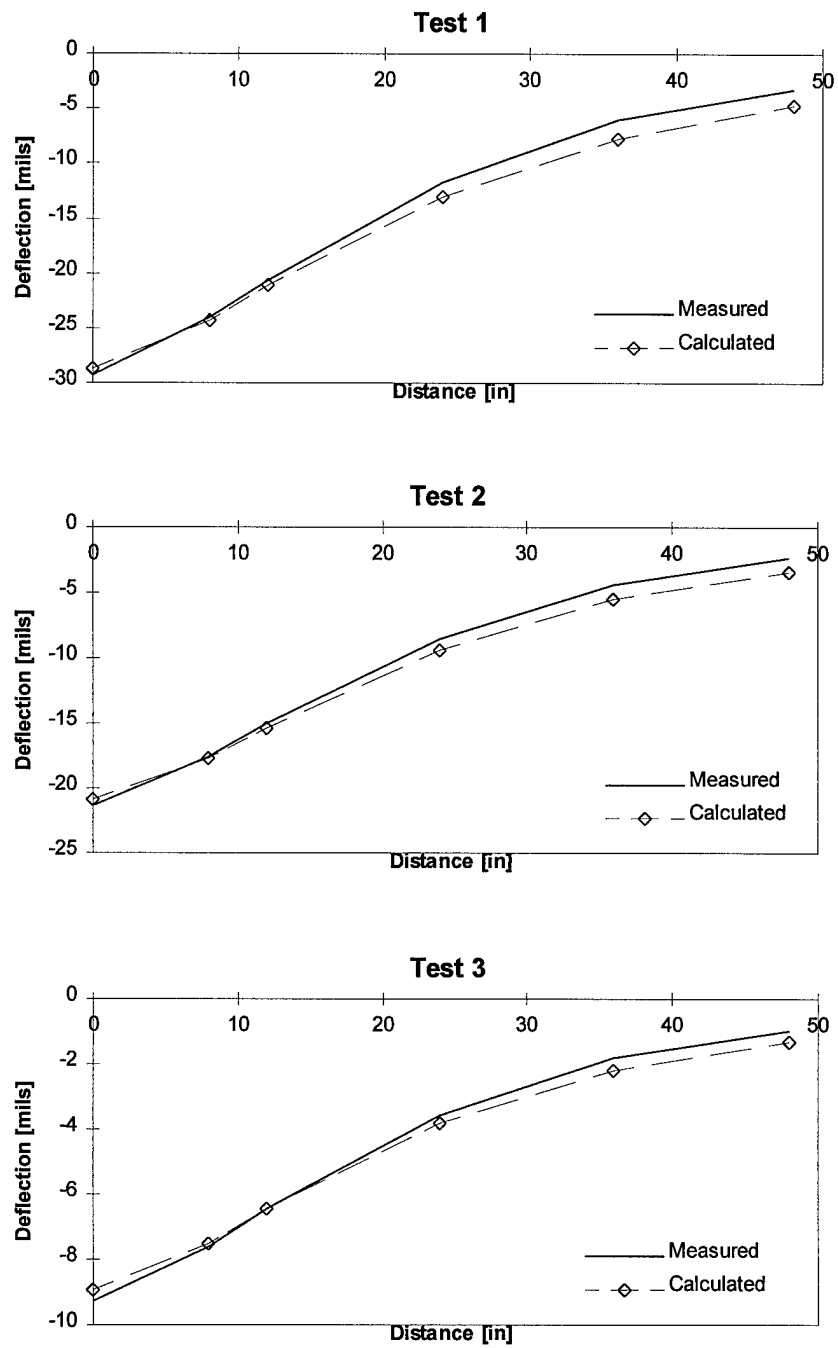 Test 1
0
0 10 20 30 40 50
-5
-10
-15
-20
-25
-30
Deflection [mils]
Measured
Calculated
Distance [in]
Test 2
0
0 10 20 30 40 50
-5
-10
-15
-20
-25
Deflection [mils]
Measured
Calculated
Distance [in]
Test 3
0
0 10 20 30 40 50
-2
-4
-6
-8
-10
Deflection [mils]
Measured
Calculated
Distance [in]